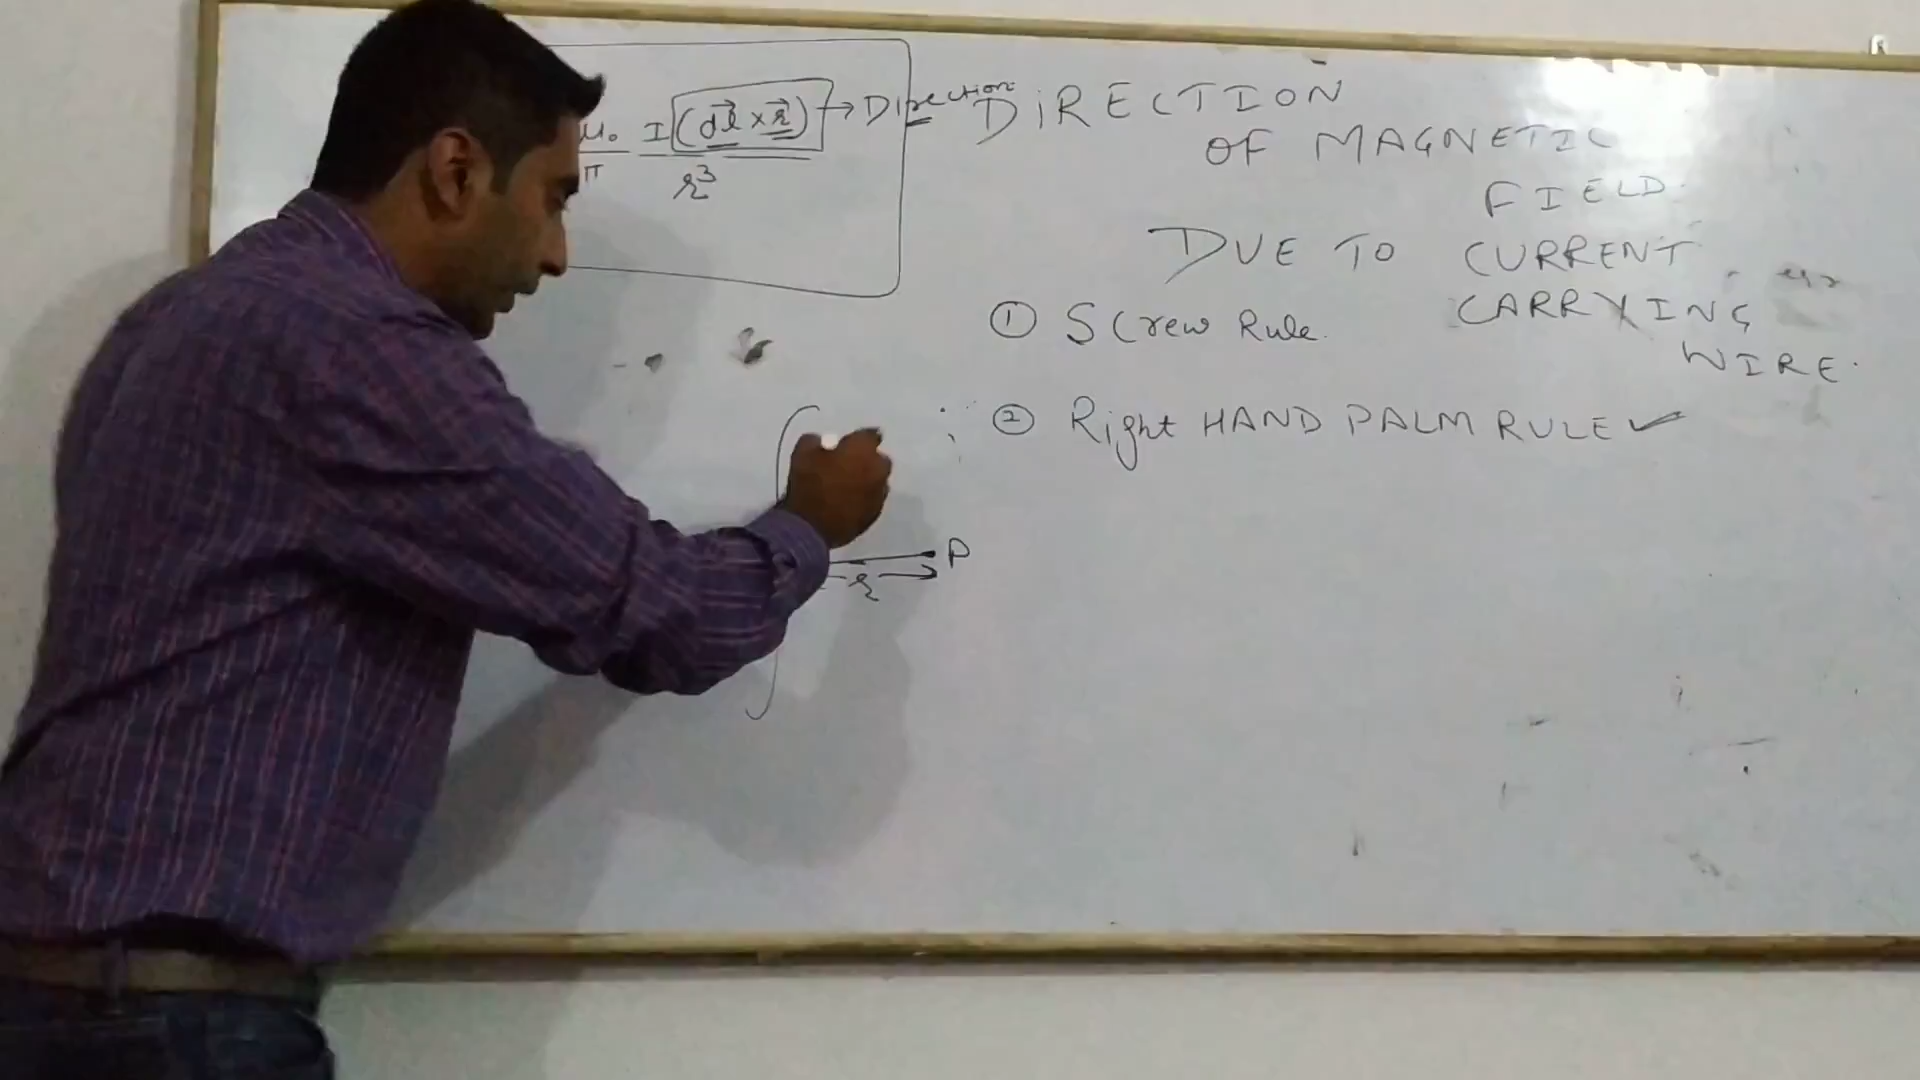 μ₀ I (dl × r) → Direction
π r³
DIRECTION
OF MAGNETIC
FIELD.
DUE TO CURRENT
CARRYING
WIRE.
① Screw Rule.
② Right HAND PALM RULE ✓
P
r